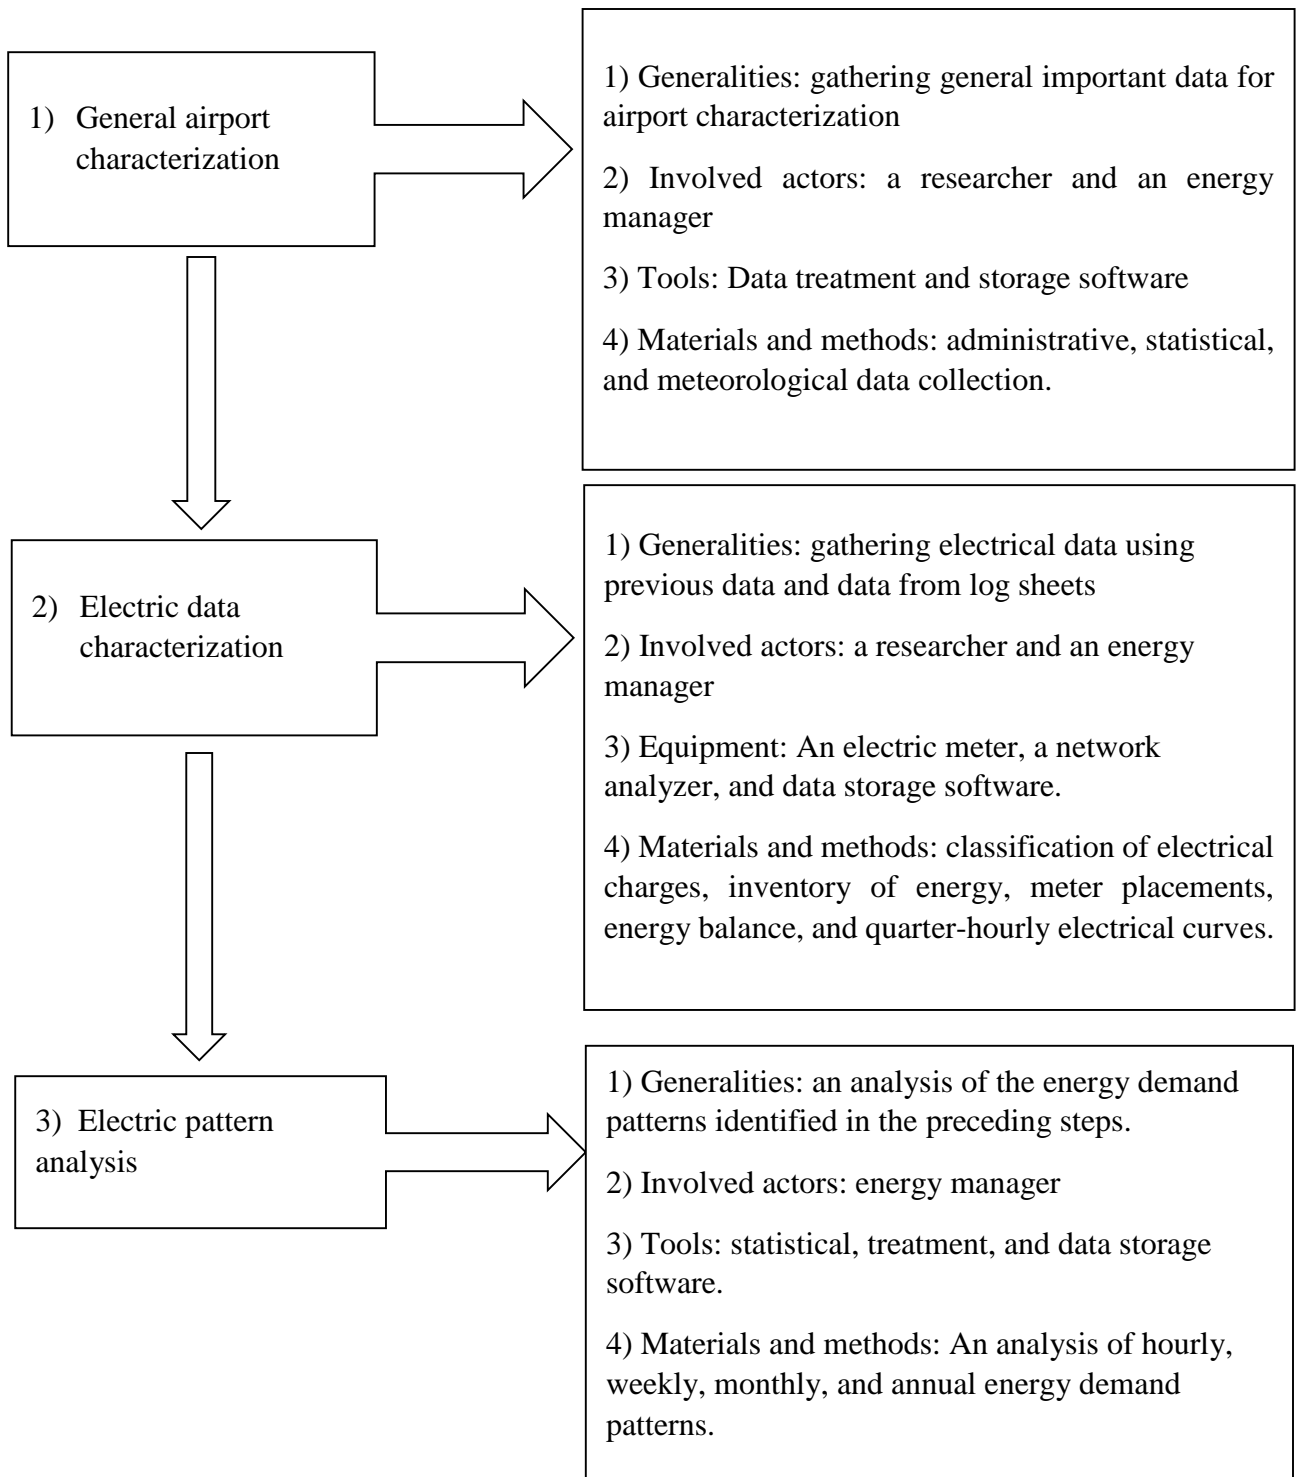 1) General airport
characterization
1) Generalities: gathering general important data for
airport characterization
2) Involved actors: a researcher and an energy
manager
3) Tools: Data treatment and storage software
4) Materials and methods: administrative, statistical,
and meteorological data collection.
2) Electric data
characterization
1) Generalities: gathering electrical data using
previous data and data from log sheets
2) Involved actors: a researcher and an energy
manager
3) Equipment: An electric meter, a network
analyzer, and data storage software.
4) Materials and methods: classification of electrical
charges, inventory of energy, meter placements,
energy balance, and quarter-hourly electrical curves.
3) Electric pattern
analysis
1) Generalities: an analysis of the energy demand
patterns identified in the preceding steps.
2) Involved actors: energy manager
3) Tools: statistical, treatment, and data storage
software.
4) Materials and methods: An analysis of hourly,
weekly, monthly, and annual energy demand
patterns.